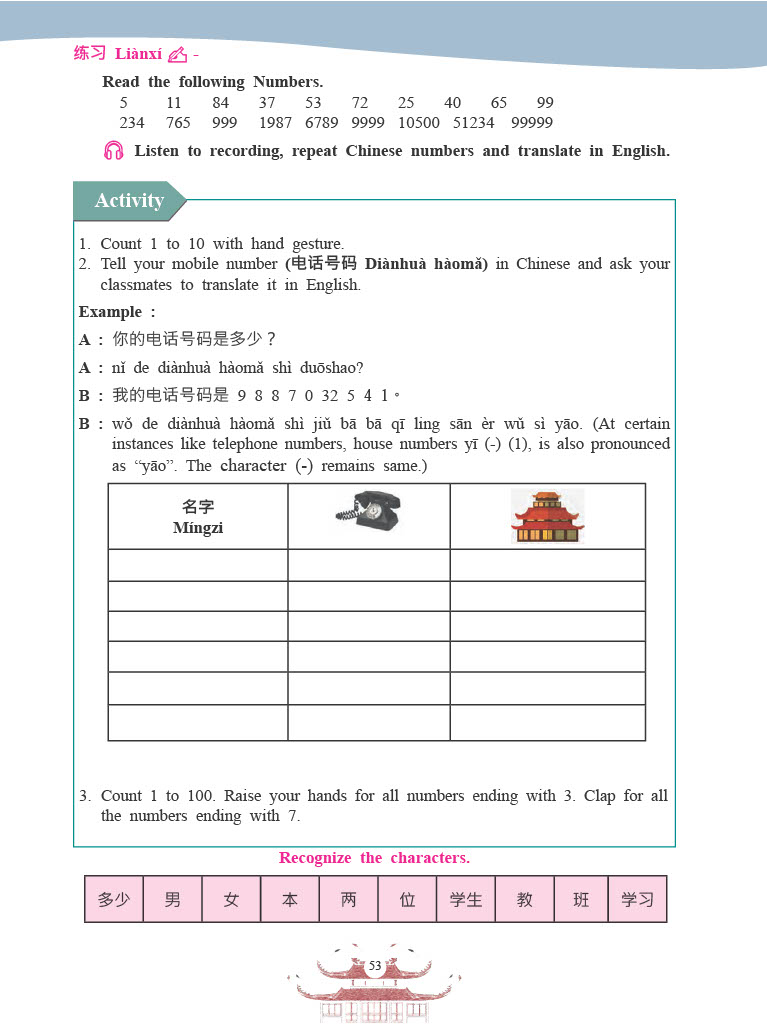 练习 Liànxí -
Read the following Numbers.
5 11 84 37 53 72 25 40 65 99
234 765 999 1987 6789 9999 10500 51234 99999
Listen to recording, repeat Chinese numbers and translate in English.
Activity
1. Count 1 to 10 with hand gesture.
2. Tell your mobile number (电话号码 Diànhuà hàomǎ) in Chinese and ask your
classmates to translate it in English.
Example :
A : 你的电话号码是多少？
A : nǐ de diànhuà hàomǎ shì duōshao?
B : 我的电话号码是 9 8 8 7 0 32 5 4 1。
B : wǒ de diànhuà hàomǎ shì jiǔ bā bā qī ling sān èr wǔ sì yāo. (At certain
instances like telephone numbers, house numbers yī (-) (1), is also pronounced
as “yāo”. The character (-) remains same.)
名字
Míngzi
3. Count 1 to 100. Raise your hands for all numbers ending with 3. Clap for all
the numbers ending with 7.
Recognize the characters.
多少 男 女 本 两 位 学生 教 班 学习
53